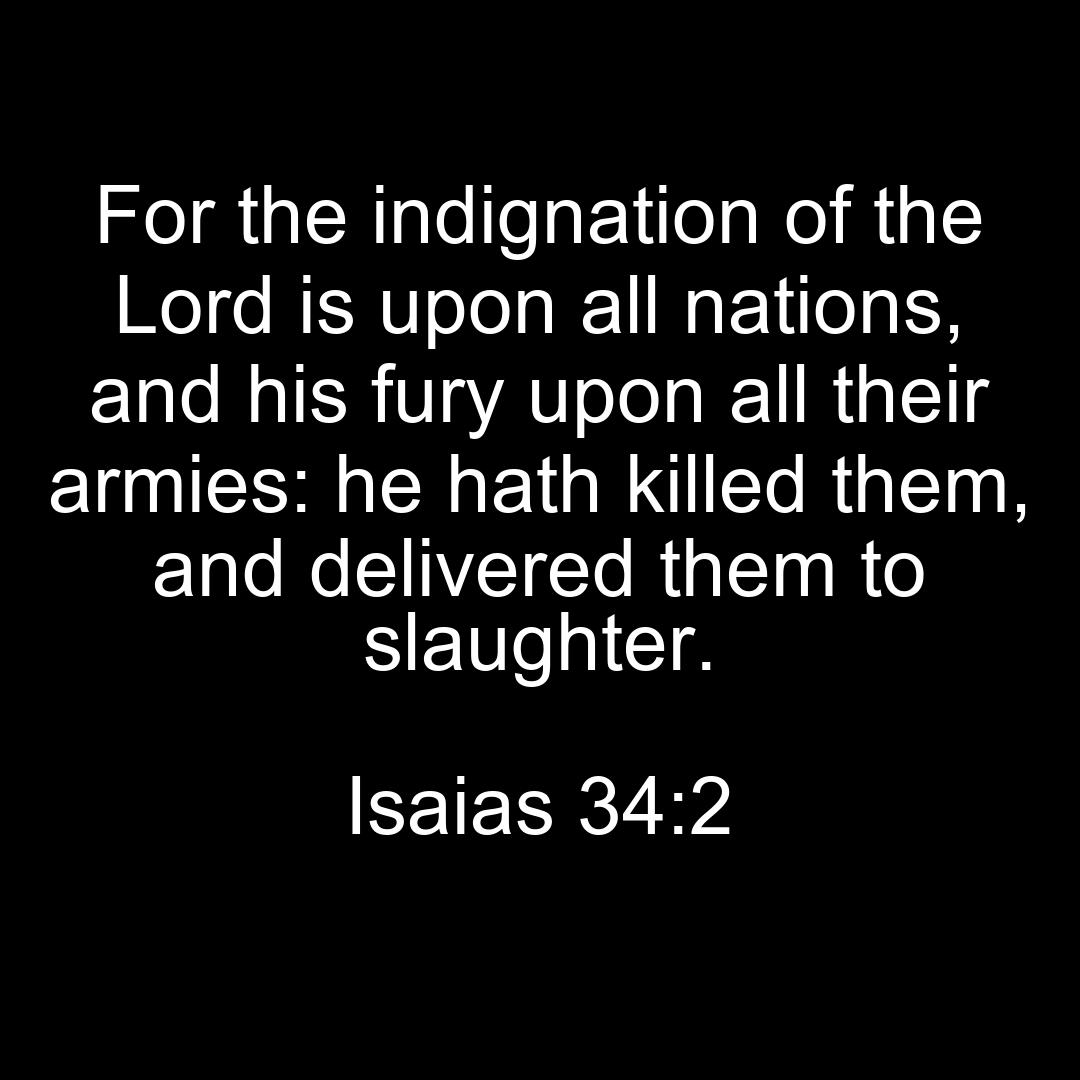 For the indignation of the
Lord is upon all nations,
and his fury upon all their
armies: he hath killed them,
and delivered them to
slaughter.
Isaias 34:2